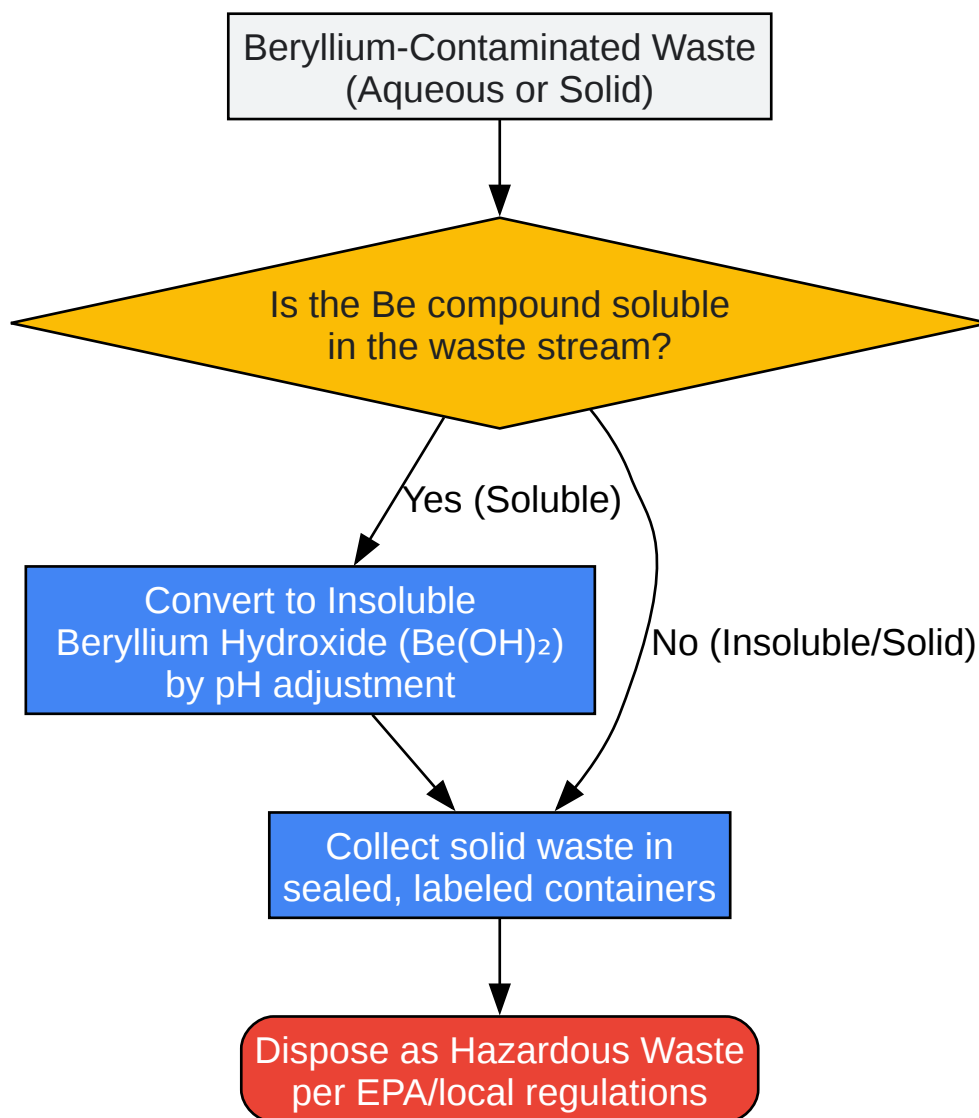 Beryllium-Contaminated Waste
(Aqueous or Solid)
Is the Be compound soluble
in the waste stream?
Yes (Soluble)
Convert to Insoluble
Beryllium Hydroxide (Be(OH)₂)
by pH adjustment
No (Insoluble/Solid)
Collect solid waste in
sealed, labeled containers
Dispose as Hazardous Waste
per EPA/local regulations